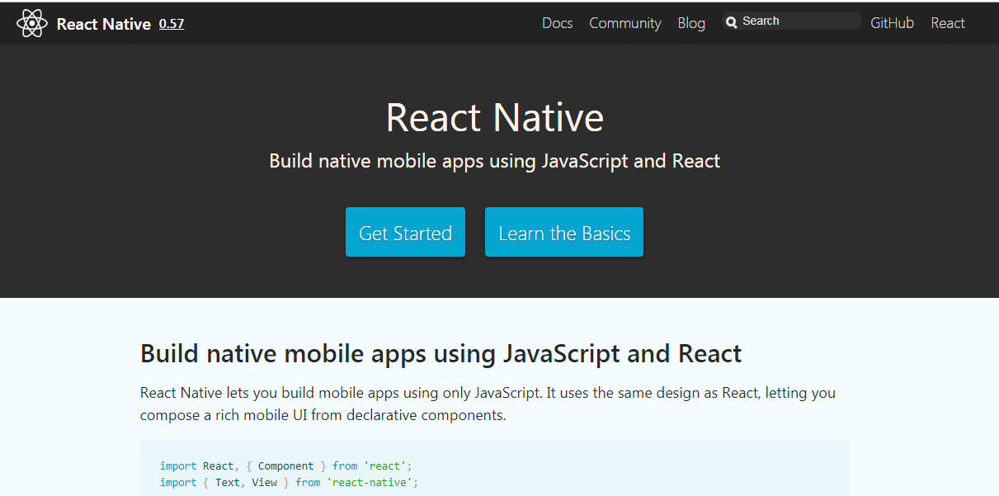 React Native 0.57 Docs Community Blog Search GitHub React
React Native
Build native mobile apps using JavaScript and React
Get Started Learn the Basics
Build native mobile apps using JavaScript and React
React Native lets you build mobile apps using only JavaScript. It uses the same design as React, letting you
compose a rich mobile UI from declarative components.
import React, { Component } from 'react';
import { Text, View } from 'react-native';